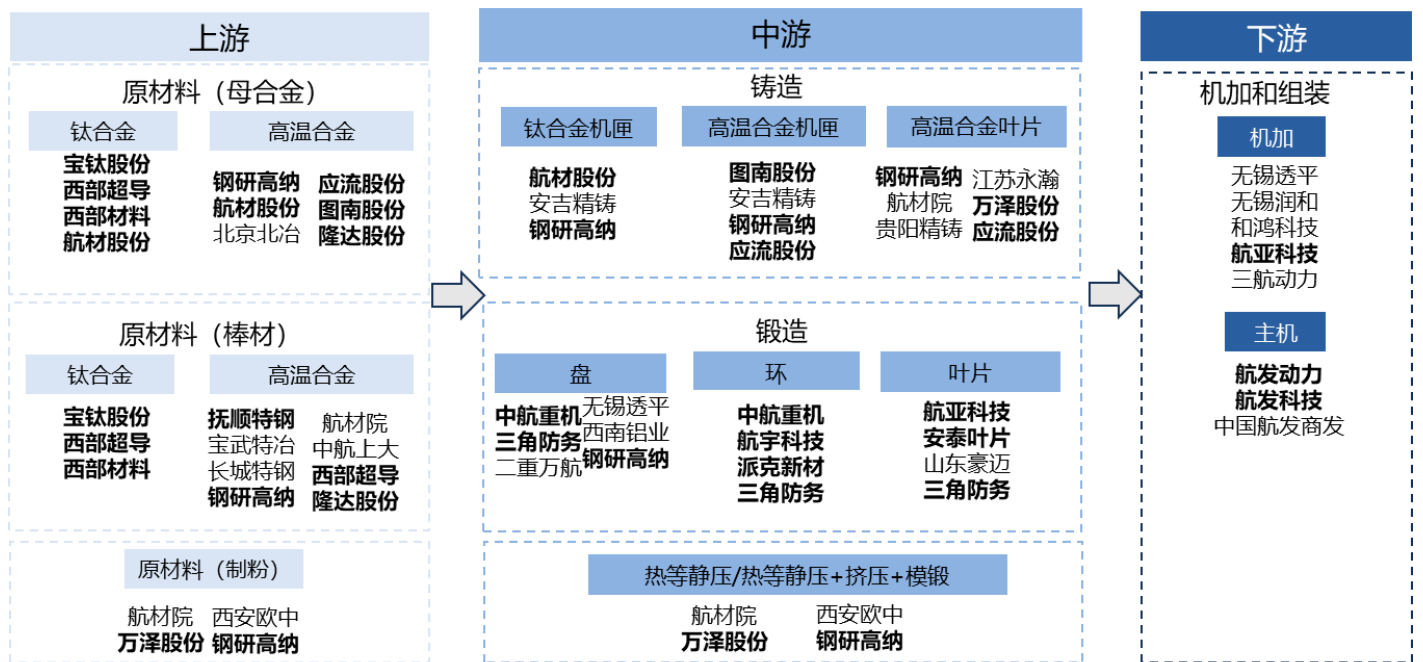 上游
原材料（母合金）
钛合金
宝钛股份
西部超导
西部材料
航材股份
高温合金
钢研高纳 应流股份
航材股份 图南股份
北京北冶 隆达股份
原材料（棒材）
钛合金
宝钛股份
西部超导
西部材料
高温合金
抚顺特钢 航材院
宝武特冶 中航上大
长城特钢 西部超导
钢研高纳 隆达股份
原材料（制粉）
航材院 西安欧中
万泽股份 钢研高纳
中游
铸造
钛合金机匣
航材股份
安吉精铸
钢研高纳
高温合金机匣
图南股份
安吉精铸
钢研高纳
应流股份
高温合金叶片
钢研高纳 江苏永瀚
航材院 万泽股份
贵阳精铸 应流股份
锻造
盘
中航重机 无锡透平
三角防务 西南铝业
二重万航 钢研高纳
环
中航重机
航宇科技
派克新材
三角防务
叶片
航亚科技
安泰叶片
山东豪迈
三角防务
热等静压/热等静压+挤压+模锻
航材院 西安欧中
万泽股份 钢研高纳
下游
机加和组装
机加
无锡透平
无锡润和
和鸿科技
航亚科技
三航动力
主机
航发动力
航发科技
中国航发商发